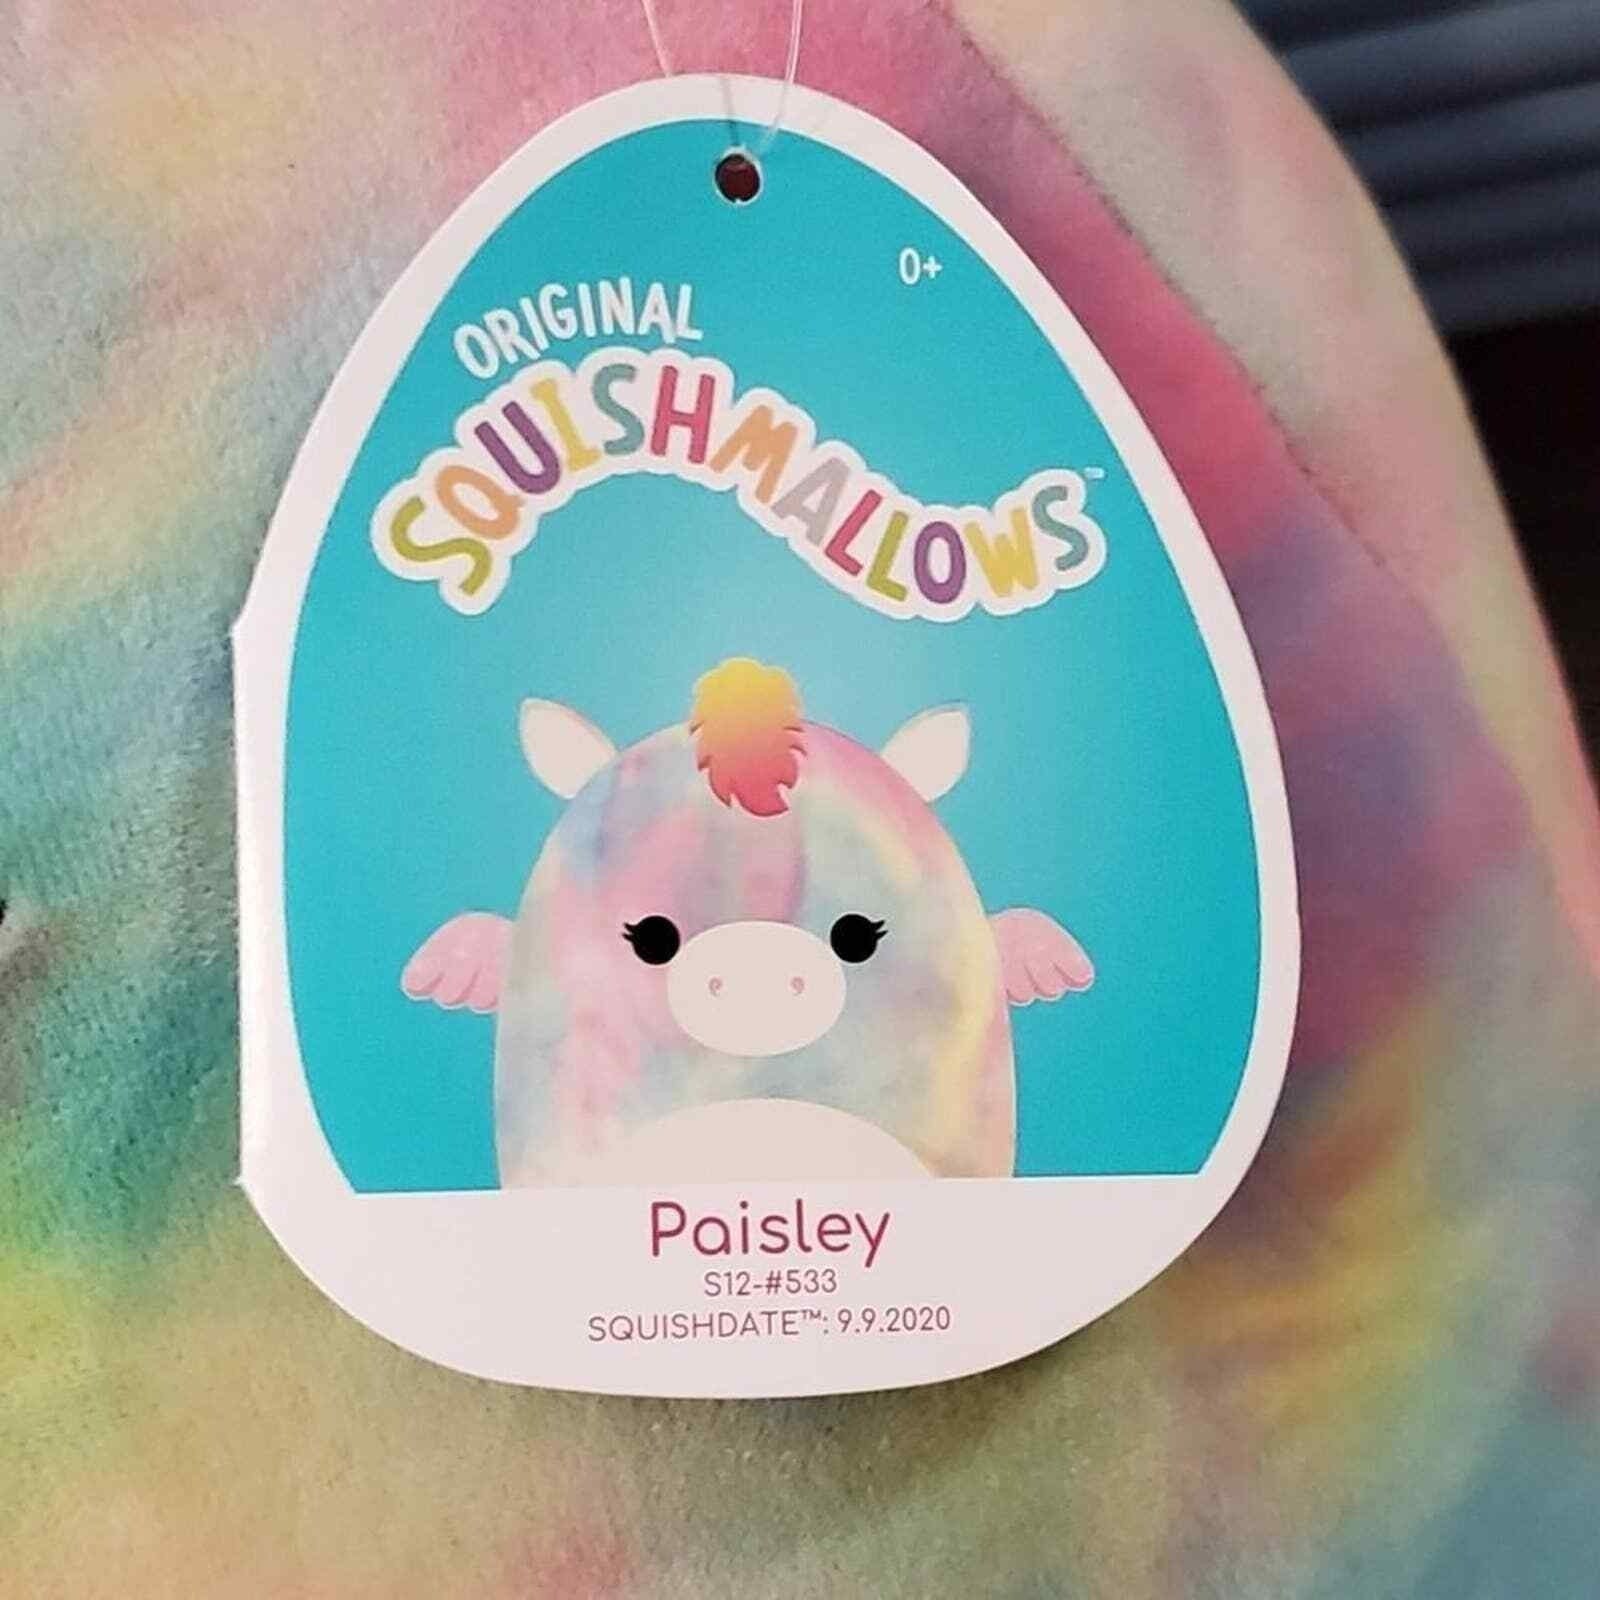 0+
ORIGINAL
SQUISHMALLOWS™
Paisley
S12-#533
SQUISHDATE™: 9.9.2020